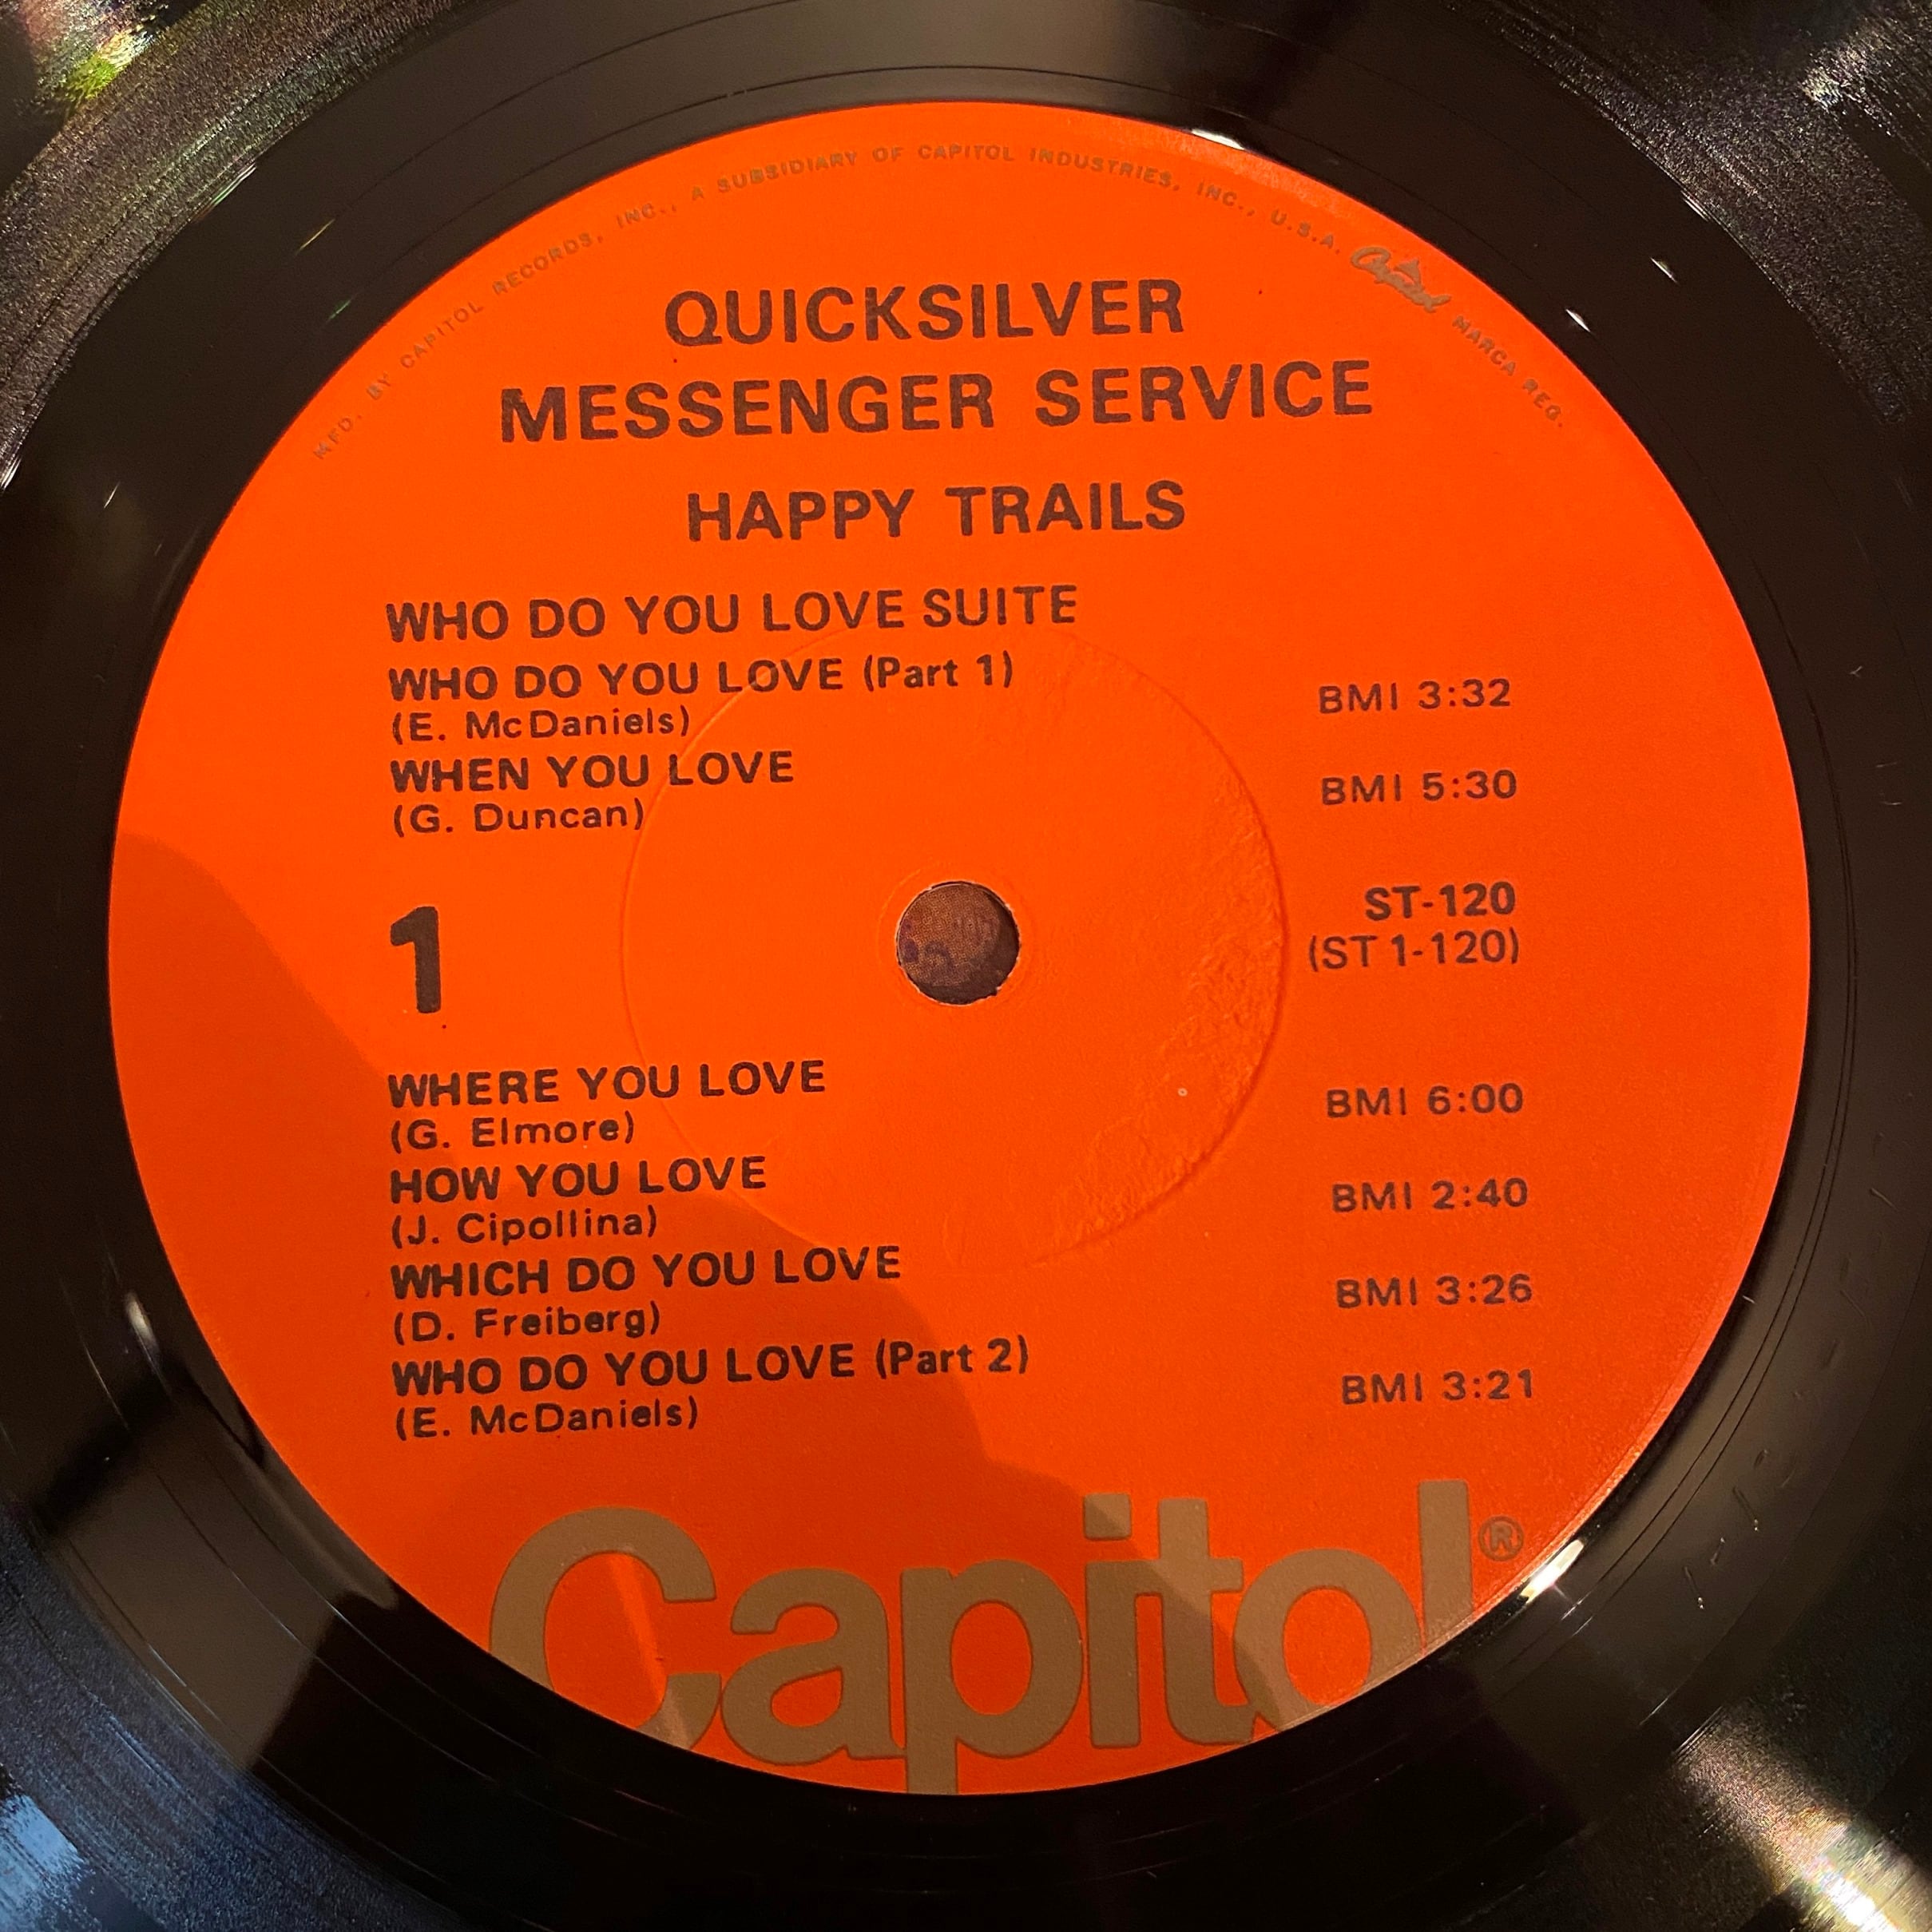 MFD. BY CAPITOL RECORDS, INC., A SUBSIDIARY OF CAPITOL INDUSTRIES, INC., U.S.A. Capitol MARCA REG.
QUICKSILVER
MESSENGER SERVICE
HAPPY TRAILS
WHO DO YOU LOVE SUITE
WHO DO YOU LOVE (Part 1)
(E. McDaniels) BMI 3:32
WHEN YOU LOVE
(G. Duncan) BMI 5:30
1 ST-120
(ST 1-120)
WHERE YOU LOVE
(G. Elmore) BMI 6:00
HOW YOU LOVE
(J. Cipollina) BMI 2:40
WHICH DO YOU LOVE
(D. Freiberg) BMI 3:26
WHO DO YOU LOVE (Part 2)
(E. McDaniels) BMI 3:21
Capitol®